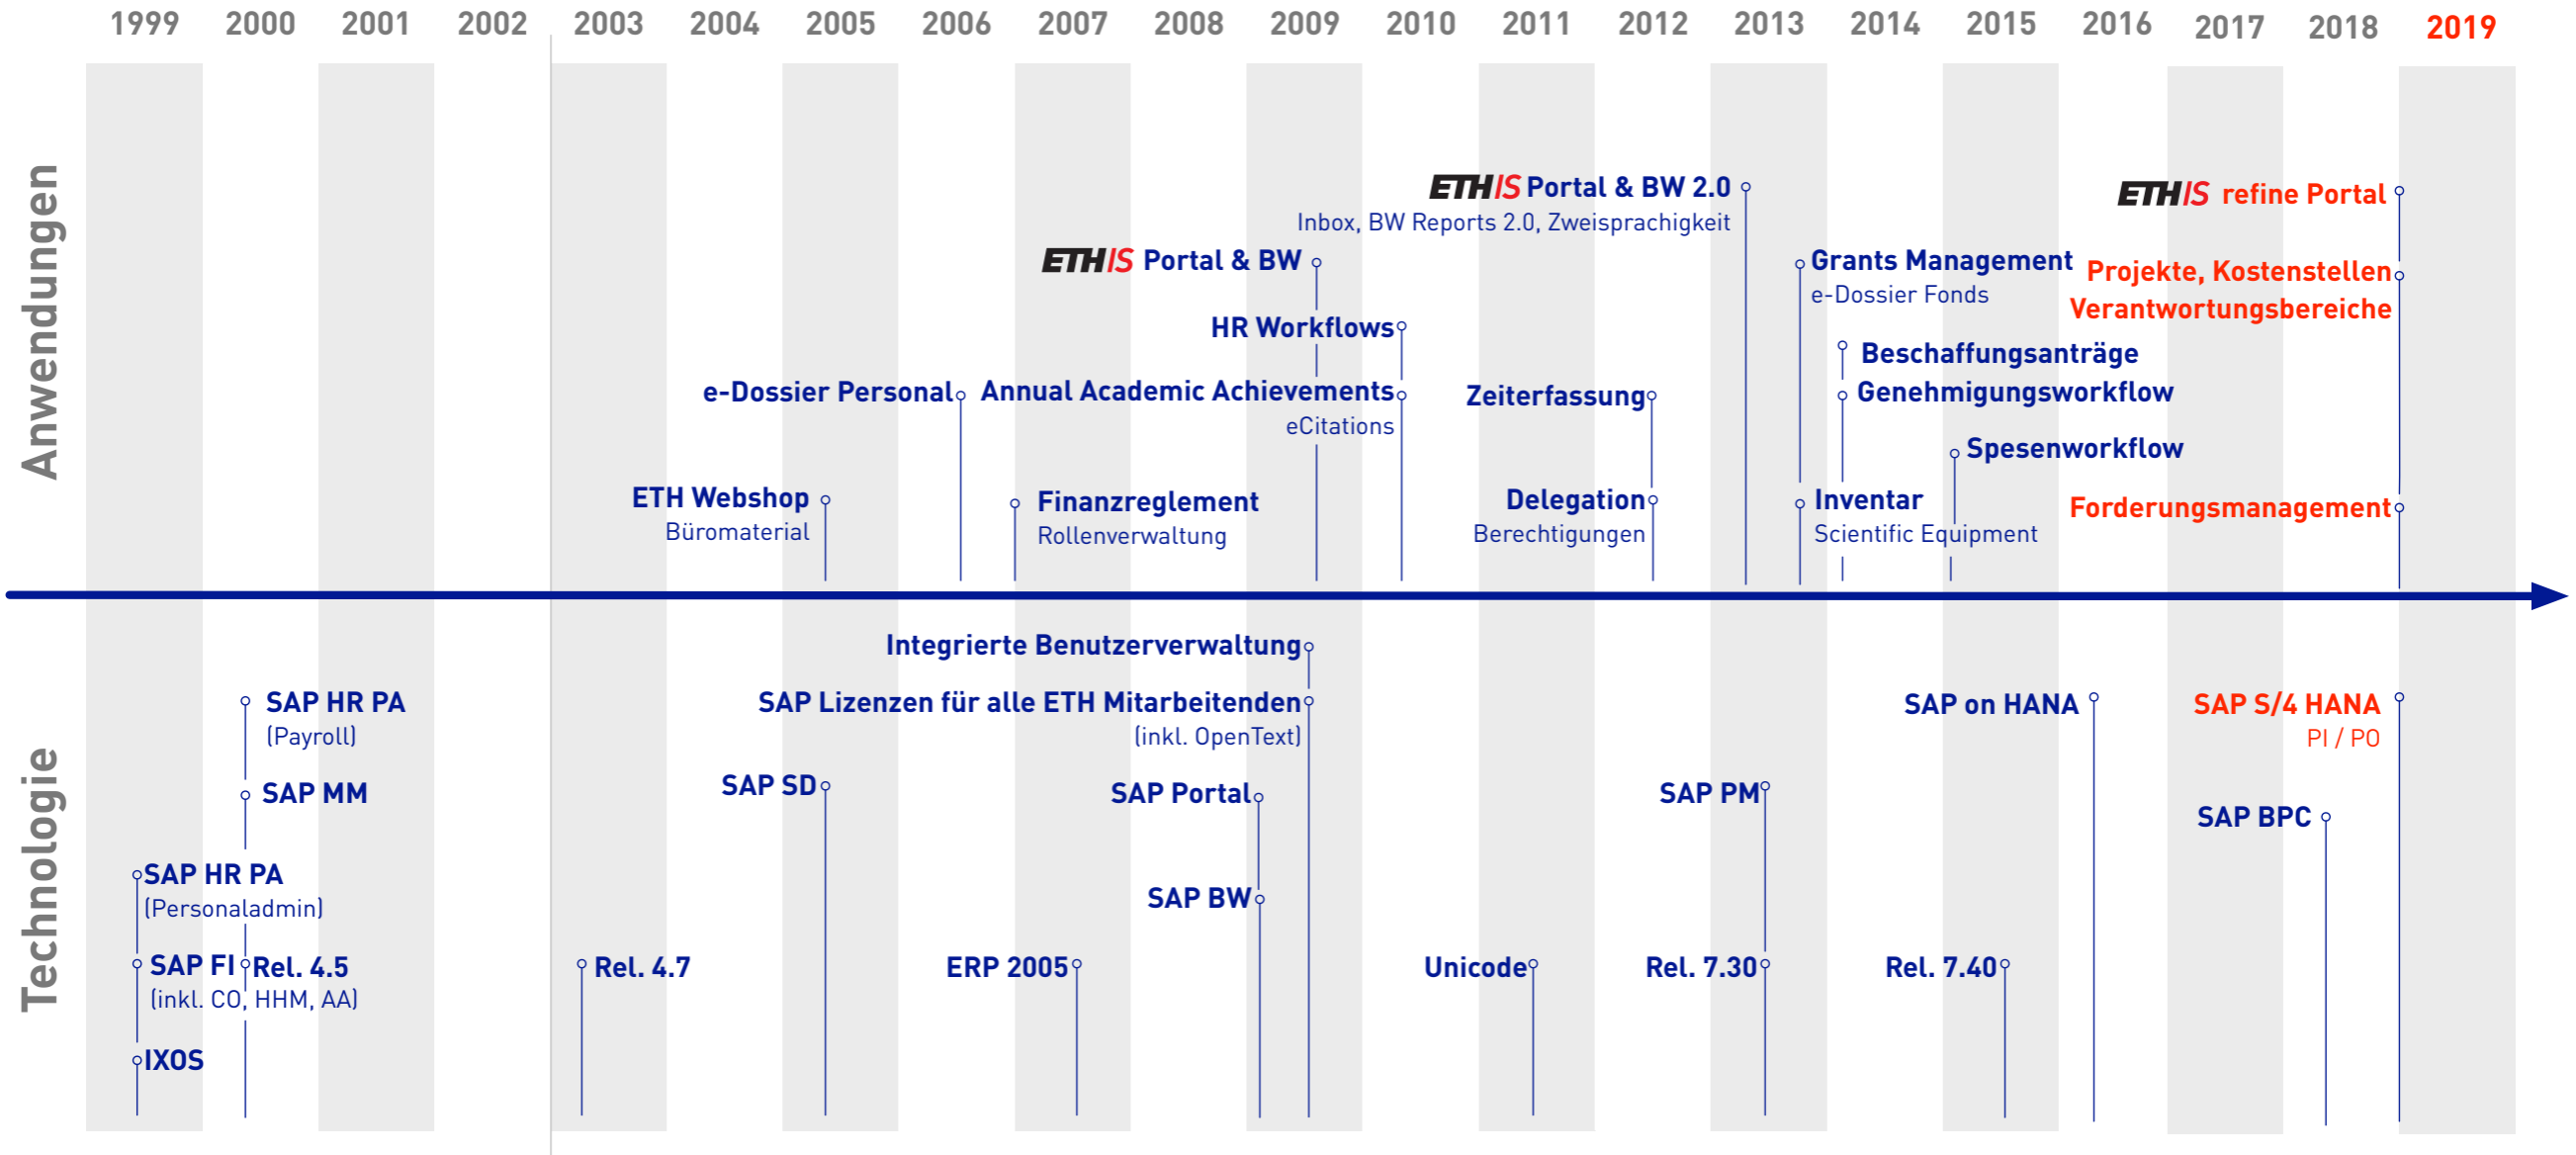 1999 2000 2001 2002 2003 2004 2005 2006 2007 2008 2009 2010 2011 2012 2013 2014 2015 2016 2017 2018 2019
Anwendungen
ETHIS Portal & BW 2.0
Inbox, BW Reports 2.0, Zweisprachigkeit
ETHIS refine Portal
ETHIS Portal & BW
Grants Management
e-Dossier Fonds
Projekte, Kostenstellen
Verantwortungsbereiche
HR Workflows
Beschaffungsanträge
e-Dossier Personal
Annual Academic Achievements
eCitations
Zeiterfassung
Genehmigungsworkflow
Spesenworkflow
ETH Webshop
Büromaterial
Finanzreglement
Rollenverwaltung
Delegation
Berechtigungen
Inventar
Scientific Equipment
Forderungsmanagement
Technologie
Integrierte Benutzerverwaltung
SAP HR PA
(Payroll)
SAP Lizenzen für alle ETH Mitarbeitenden
(inkl. OpenText)
SAP on HANA
SAP S/4 HANA
PI / PO
SAP MM
SAP SD
SAP Portal
SAP PM
SAP BPC
SAP HR PA
(Personaladmin)
SAP BW
SAP FI
(inkl. CO, HHM, AA)
Rel. 4.5
Rel. 4.7
ERP 2005
Unicode
Rel. 7.30
Rel. 7.40
IXOS